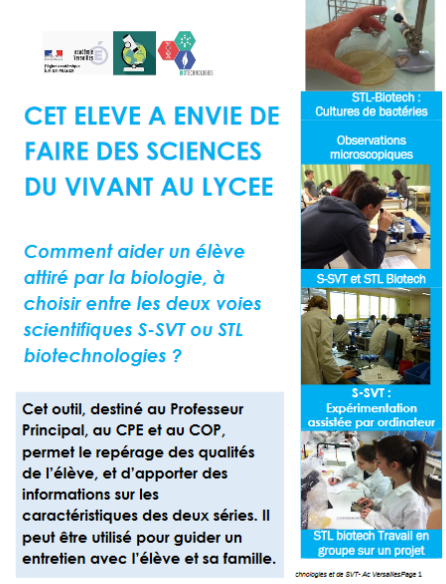 académie
Versailles
BIOTECHNOLOGIES
CET ELEVE A ENVIE DE
FAIRE DES SCIENCES
DU VIVANT AU LYCEE
Comment aider un élève
attiré par la biologie, à
choisir entre les deux voies
scientifiques S-SVT ou STL
biotechnologies ?
Cet outil, destiné au Professeur
Principal, au CPE et au COP,
permet le repérage des qualités
de l'élève, et d'apporter des
informations sur les
caractéristiques des deux séries. Il
peut être utilisé pour guider un
entretien avec l'élève et sa famille.
STL-Biotech :
Cultures de bactéries
Observations
microscopiques
S-SVT et STL Biotech
S-SVT :
Expérimentation
assistée par ordinateur
STL biotech Travail en
groupe sur un projet
chnologies et de SVT- Ac VersaillesPage 1